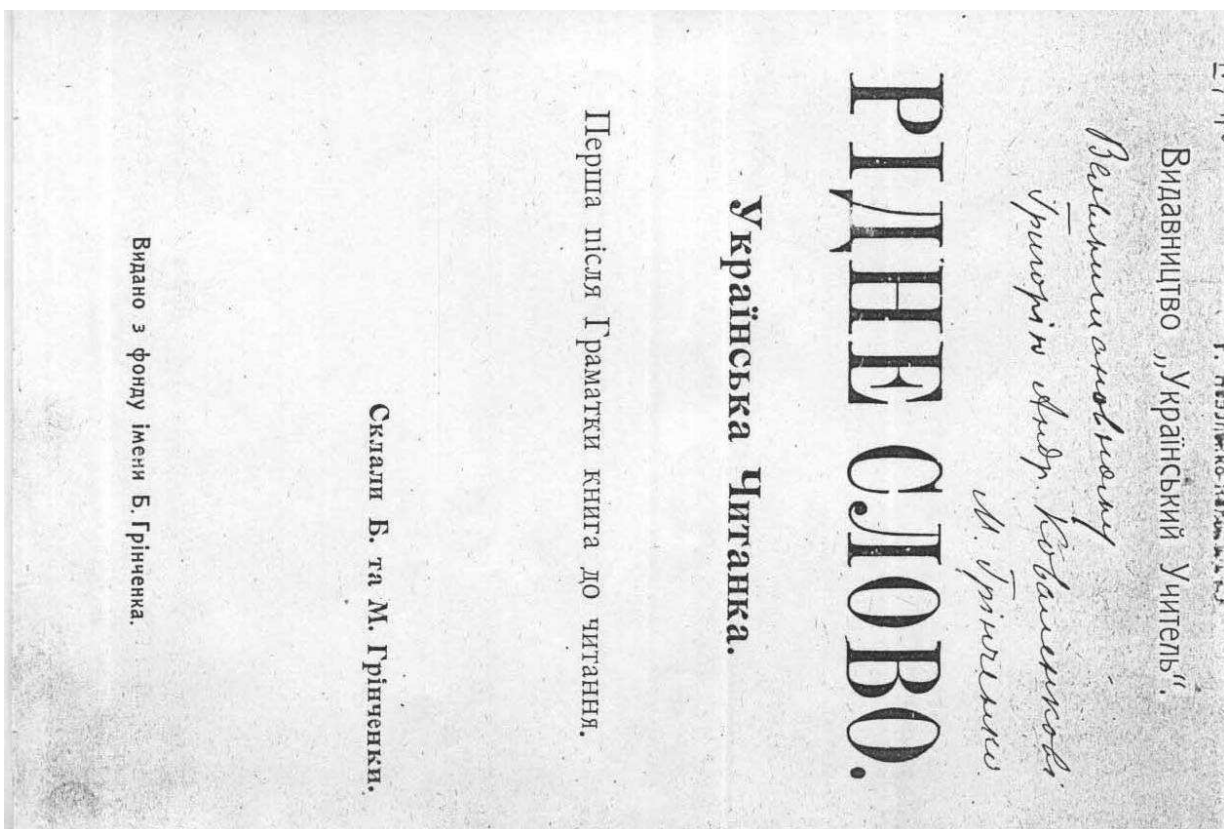 Видавництво „Український Учитель“.
Вельмишановному
Григорію Андр. Коваленкові
М. Грінченко
РІДНЕ СЛОВО.
Українська Читанка.
Перша після Граматки книга до читання.
Склали Б. та М. Грінченки.
Видано з фонду імени Б. Грінченка.